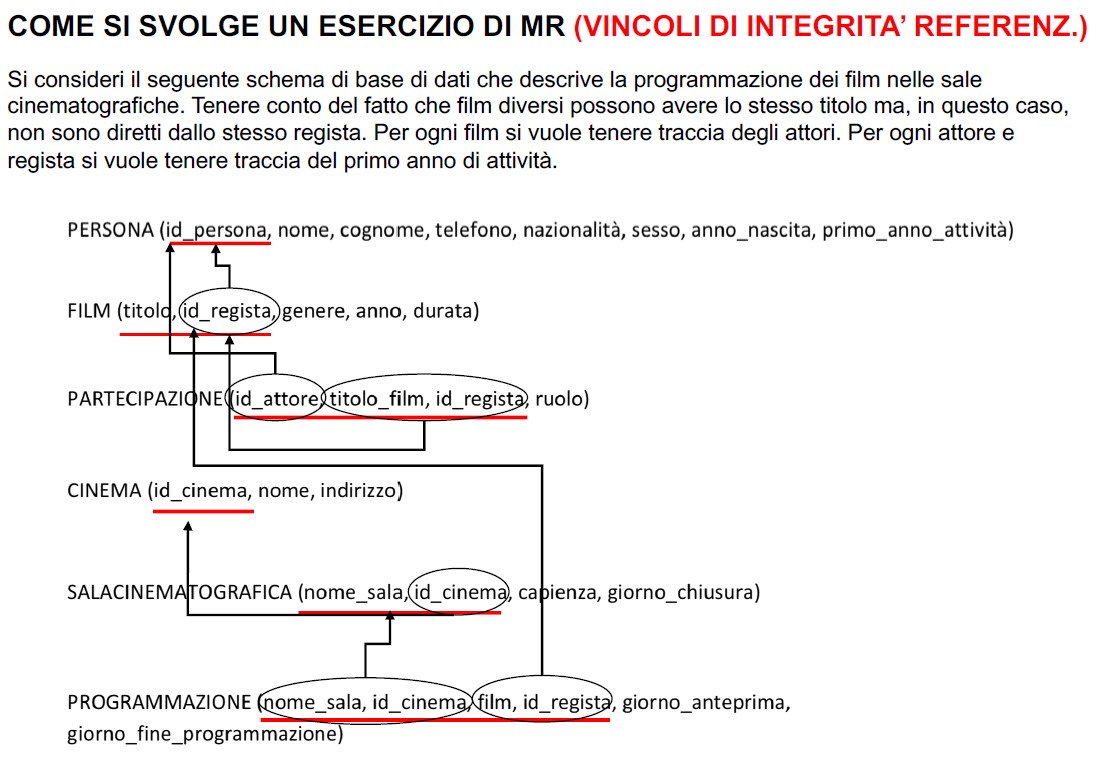 COME SI SVOLGE UN ESERCIZIO DI MR (VINCOLI DI INTEGRITA’ REFERENZ.)
Si consideri il seguente schema di base di dati che descrive la programmazione dei film nelle sale
cinematografiche. Tenere conto del fatto che film diversi possono avere lo stesso titolo ma, in questo caso,
non sono diretti dallo stesso regista. Per ogni film si vuole tenere traccia degli attori. Per ogni attore e
regista si vuole tenere traccia del primo anno di attività.
PERSONA (id_persona, nome, cognome, telefono, nazionalità, sesso, anno_nascita, primo_anno_attività)
FILM (titolo, id_regista, genere, anno, durata)
PARTECIPAZIONE (id_attore, titolo_film, id_regista, ruolo)
CINEMA (id_cinema, nome, indirizzo)
SALACINEMATOGRAFICA (nome_sala, id_cinema, capienza, giorno_chiusura)
PROGRAMMAZIONE (nome_sala, id_cinema, film, id_regista, giorno_anteprima,
giorno_fine_programmazione)